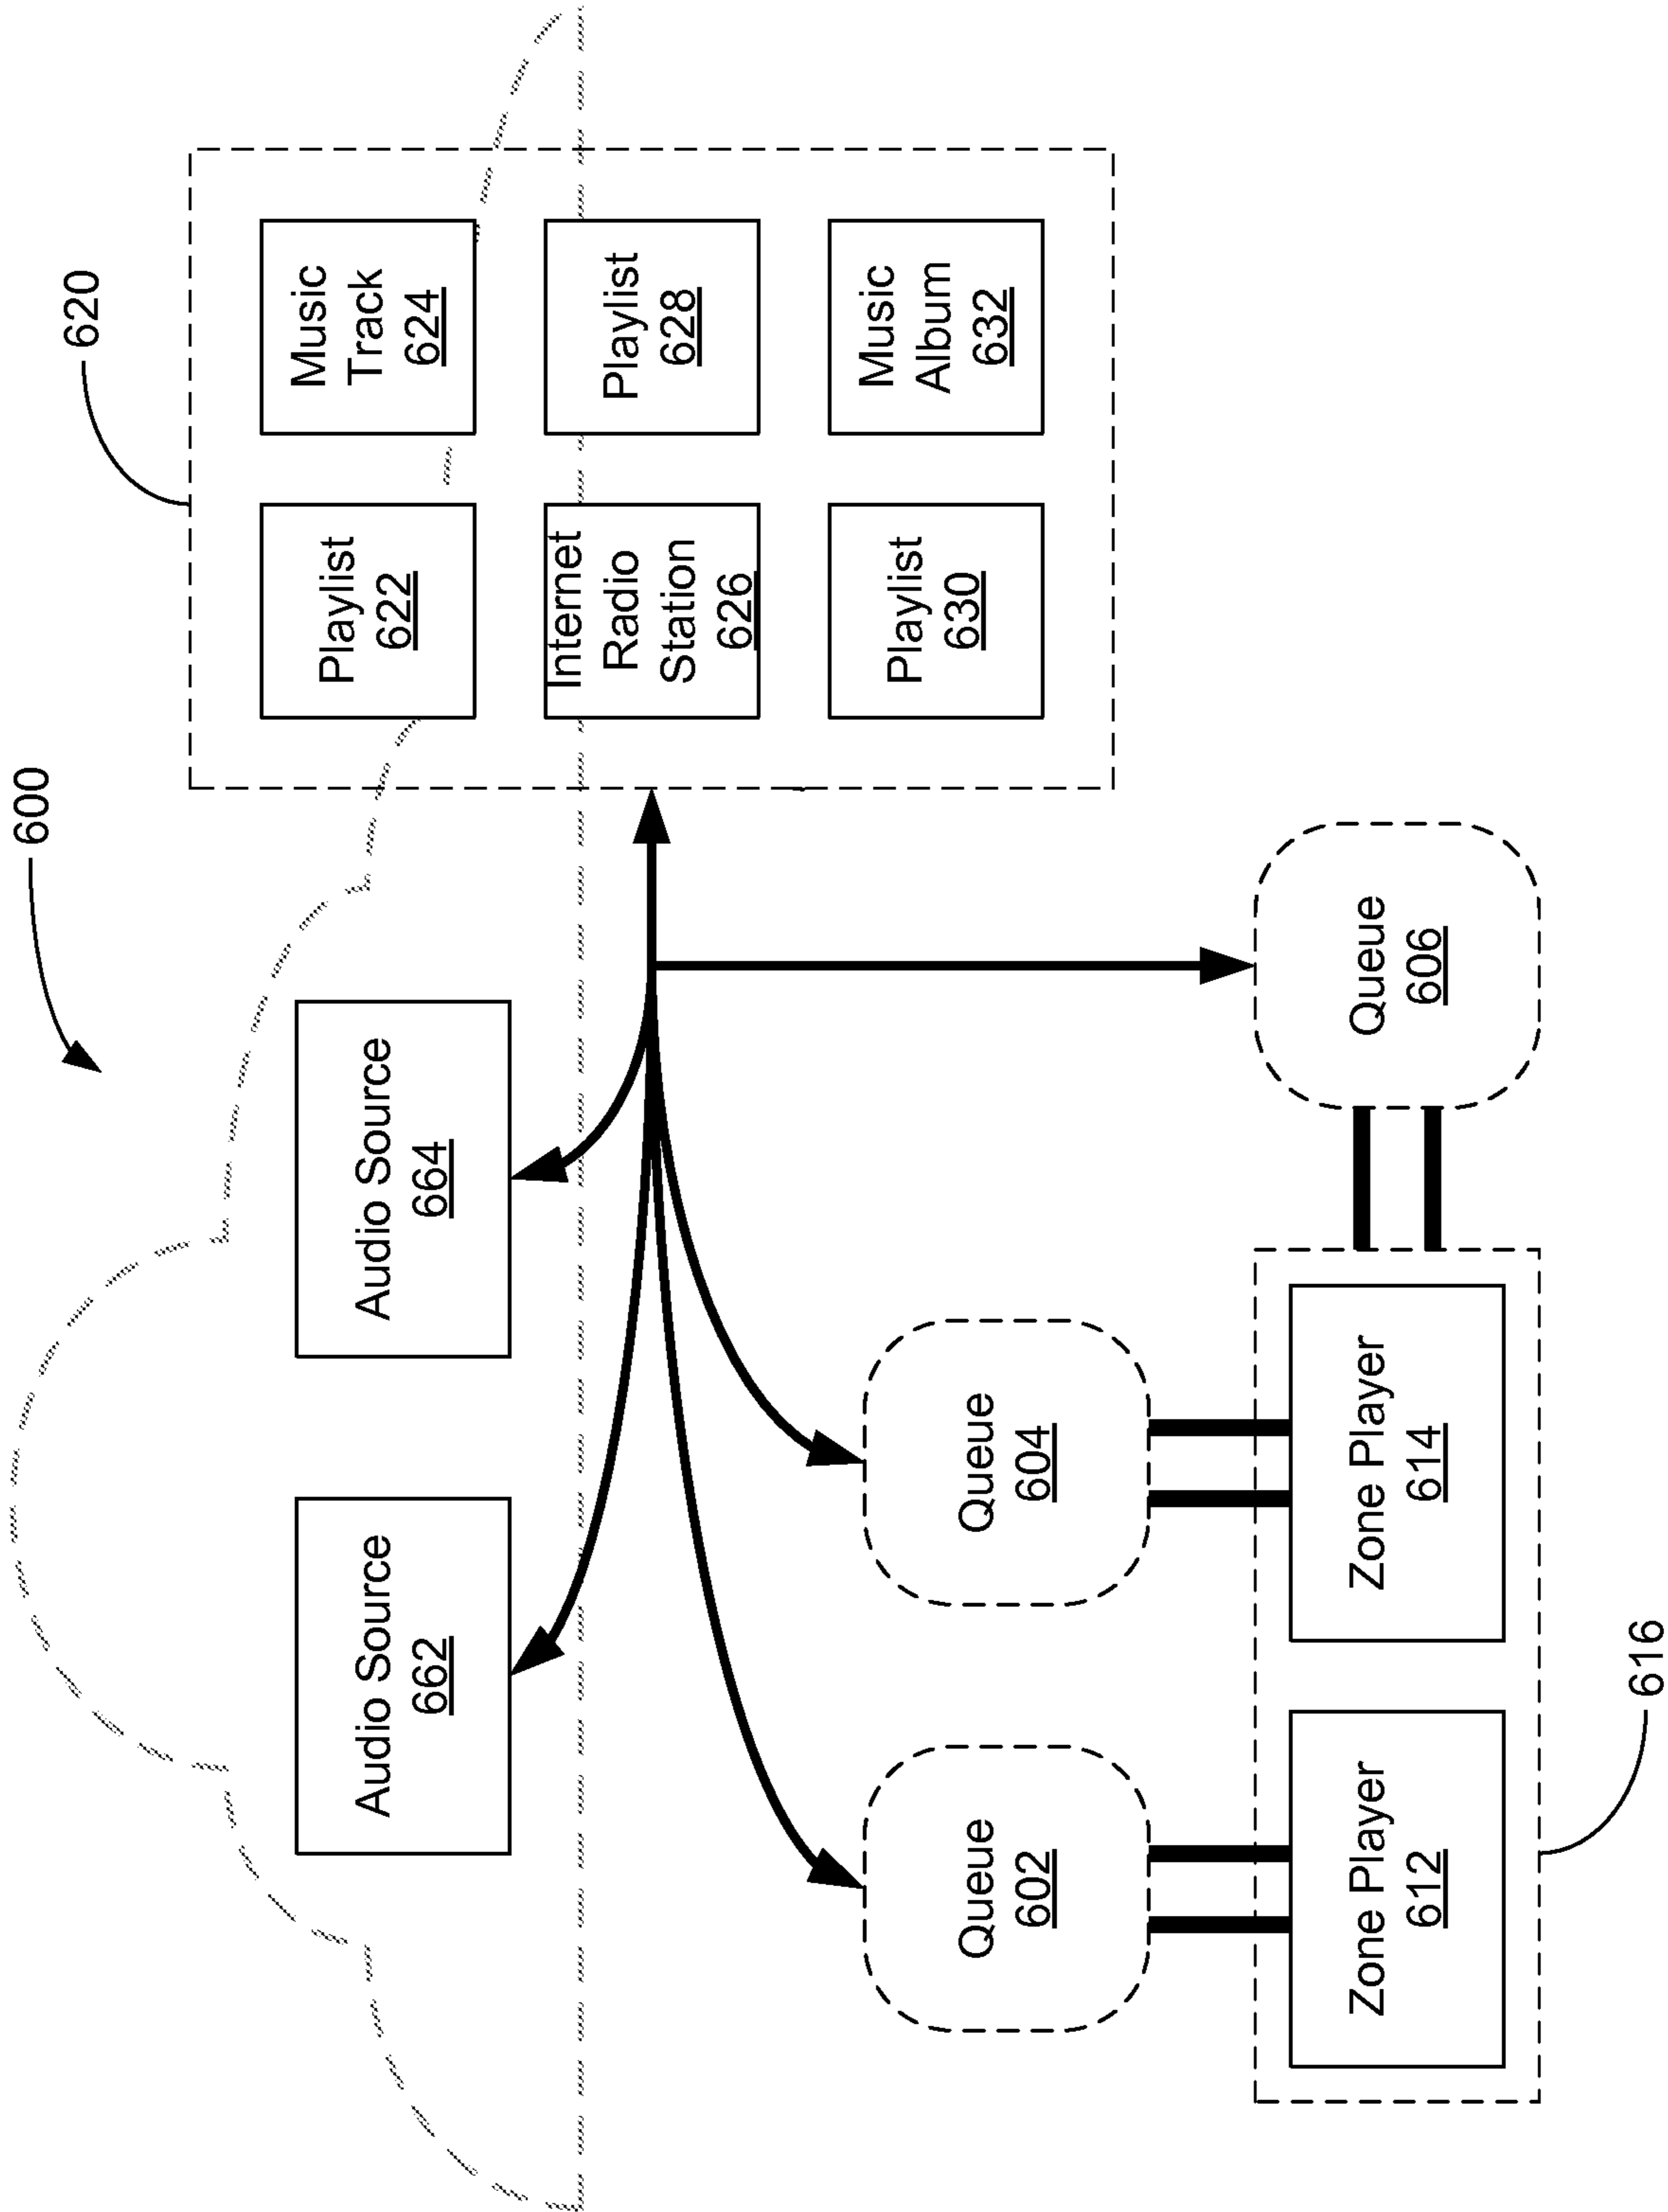 600
620
Audio Source
662
Audio Source
664
Playlist
622
Music
Track
624
Internet
Radio
Station
626
Playlist
628
Playlist
630
Music
Album
632
Queue
602
Queue
604
Queue
606
Zone Player
612
Zone Player
614
616